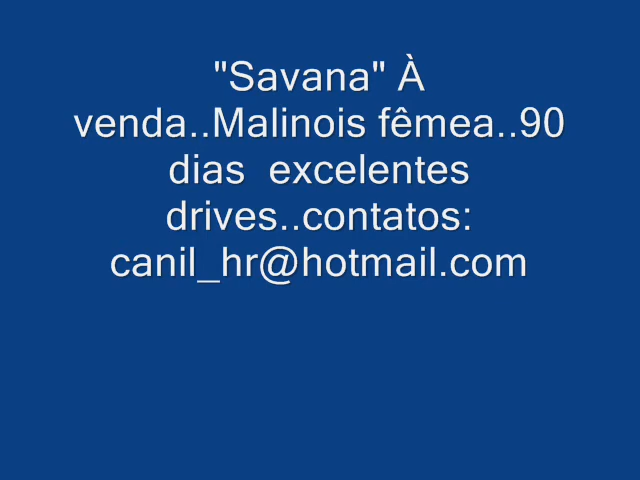 "Savana" À
venda..Malinois fêmea..90
dias  excelentes
drives..contatos:
canil_hr@hotmail.com